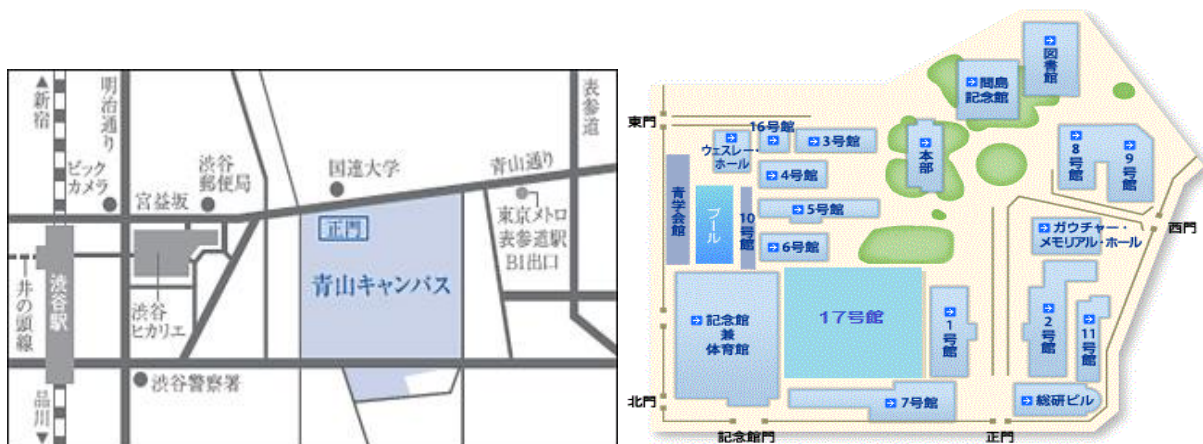 ▲新宿
明治通り
表参道
ビック
カメラ
渋谷
郵便局
宮益坂
国連大学
青山通り
正門
東京メトロ
表参道駅
B1出口
青山キャンパス
井の頭線
渋谷駅
渋谷
ヒカリエ
渋谷警察署
品川▼
図書館
間島
記念館
東門
16号館
3号館
ウェスレー・
ホール
本部
8号館
9号館
4号館
青学会館
プール
10号館
5号館
6号館
ガウチャー・
メモリアル・ホール
西門
記念館
兼
体育館
17号館
1号館
2号館
11号館
北門
7号館
総研ビル
記念館門
正門